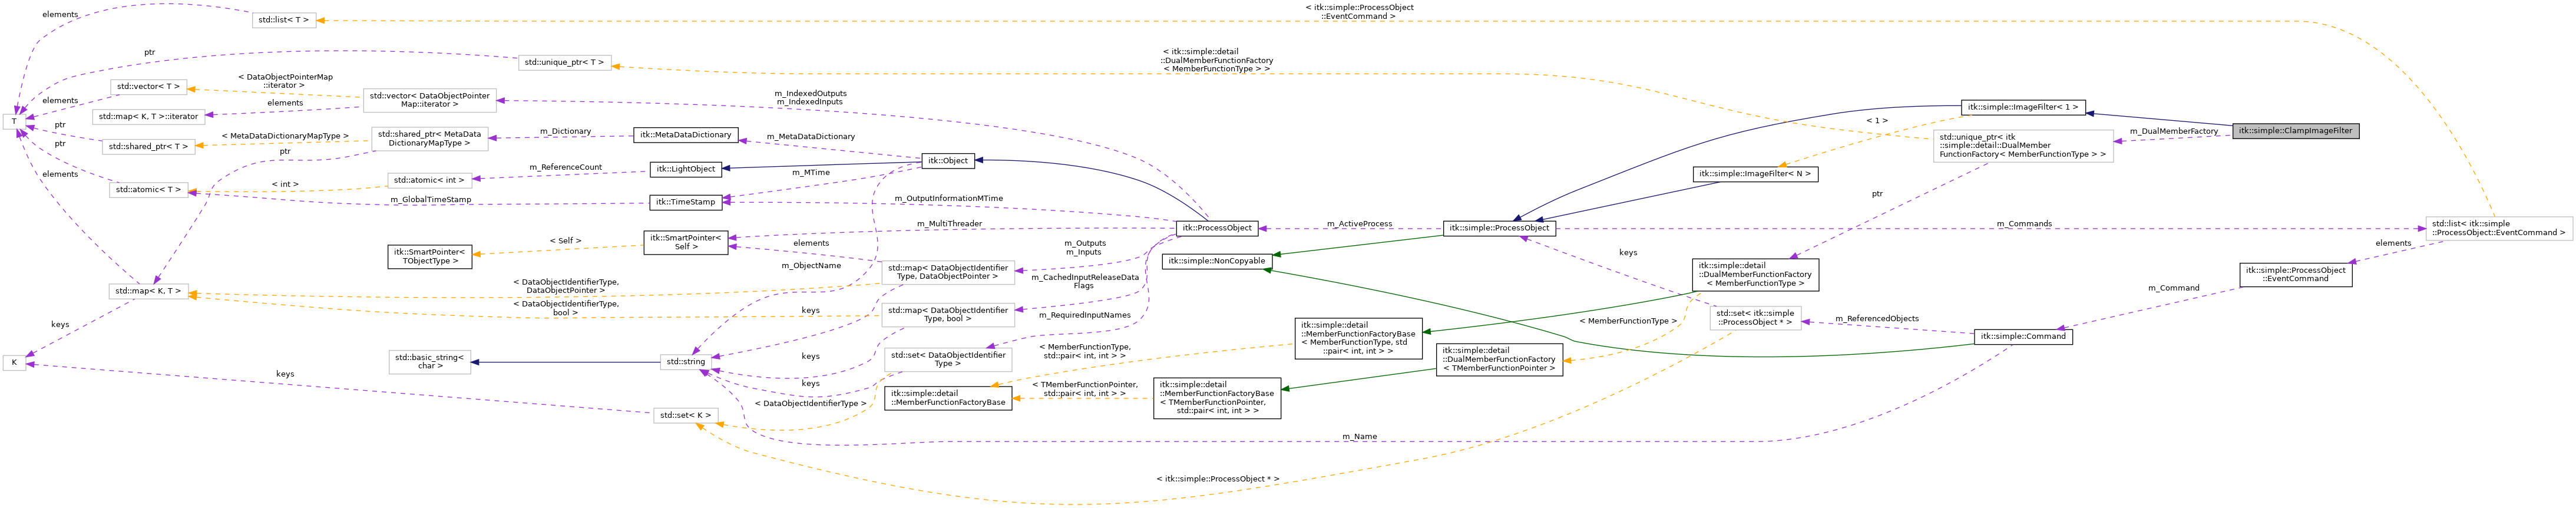 elements
std::list< T >
< itk::simple::ProcessObject
::EventCommand >
ptr
std::unique_ptr< T >
< itk::simple::detail
::DualMemberFunctionFactory
< MemberFunctionType > >
std::vector< T >
< DataObjectPointerMap
::iterator >
elements
std::vector< DataObjectPointer
Map::iterator >
m_IndexedOutputs
m_IndexedInputs
elements
std::map< K, T >::iterator
T
ptr
std::shared_ptr< T >
< MetaDataDictionaryMapType >
std::shared_ptr< MetaData
DictionaryMapType >
m_Dictionary
itk::MetaDataDictionary
m_MetaDataDictionary
ptr
ptr
itk::Object
m_ReferenceCount
itk::LightObject
m_MTime
elements
std::atomic< T >
< int >
std::atomic< int >
m_GlobalTimeStamp
itk::TimeStamp
m_OutputInformationMTime
itk::simple::ImageFilter< 1 >
< 1 >
itk::simple::ImageFilter< N >
std::unique_ptr< itk
::simple::detail::DualMember
FunctionFactory< MemberFunctionType > >
m_DualMemberFactory
itk::simple::ClampImageFilter
ptr
m_MultiThreader
itk::ProcessObject
m_ActiveProcess
itk::simple::ProcessObject
m_Commands
std::list< itk::simple
::ProcessObject::EventCommand >
itk::SmartPointer<
TObjectType >
< Self >
itk::SmartPointer<
Self >
elements
m_ObjectName
m_Outputs
m_Inputs
itk::simple::NonCopyable
keys
elements
std::map< DataObjectIdentifier
Type, DataObjectPointer >
m_CachedInputReleaseData
Flags
itk::simple::detail
::DualMemberFunctionFactory
< MemberFunctionType >
itk::simple::ProcessObject
::EventCommand
std::map< K, T >
< DataObjectIdentifierType,
DataObjectPointer >
< DataObjectIdentifierType,
bool >
keys
std::map< DataObjectIdentifier
Type, bool >
m_RequiredInputNames
m_Command
keys
std::set< itk::simple
::ProcessObject * >
m_ReferencedObjects
itk::simple::Command
< MemberFunctionType >
itk::simple::detail
::MemberFunctionFactoryBase
< MemberFunctionType, std
::pair< int, int > >
K
std::basic_string<
char >
std::string
keys
std::set< DataObjectIdentifier
Type >
< MemberFunctionType,
std::pair< int, int > >
itk::simple::detail
::DualMemberFunctionFactory
< TMemberFunctionPointer >
keys
keys
itk::simple::detail
::MemberFunctionFactoryBase
< TMemberFunctionPointer,
std::pair< int, int > >
itk::simple::detail
::MemberFunctionFactoryBase
< TMemberFunctionPointer,
std::pair< int, int > >
std::set< K >
< DataObjectIdentifierType >
m_Name
< itk::simple::ProcessObject * >